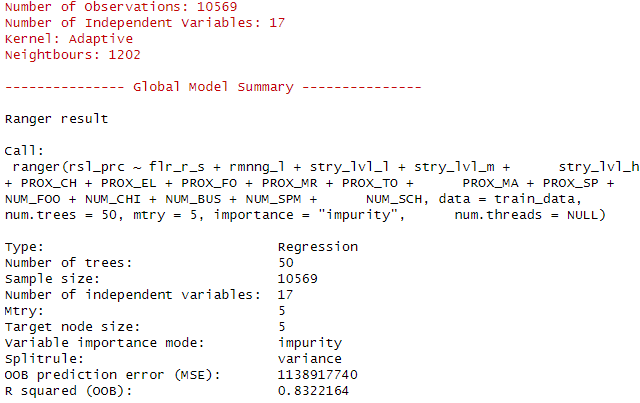 Number of Observations: 10569
Number of Independent Variables: 17
Kernel: Adaptive
Neightbours: 1202
--------------- Global Model Summary ---------------
Ranger result
Call:
ranger(rsl_prc ~ flr_r_s + rmnng_l + stry_lvl_l + stry_lvl_m + stry_lvl_h
+ PROX_CH + PROX_EL + PROX_FO + PROX_MR + PROX_TO + PROX_MA + PROX_SP +
NUM_FOO + NUM_CHI + NUM_BUS + NUM_SPM + NUM_SCH, data = train_data,
num.trees = 50, mtry = 5, importance = "impurity", num.threads = NULL)
Type: Regression
Number of trees: 50
Sample size: 10569
Number of independent variables: 17
Mtry: 5
Target node size: 5
Variable importance mode: impurity
Splitrule: variance
OOB prediction error (MSE): 1138917740
R squared (OOB): 0.8322164